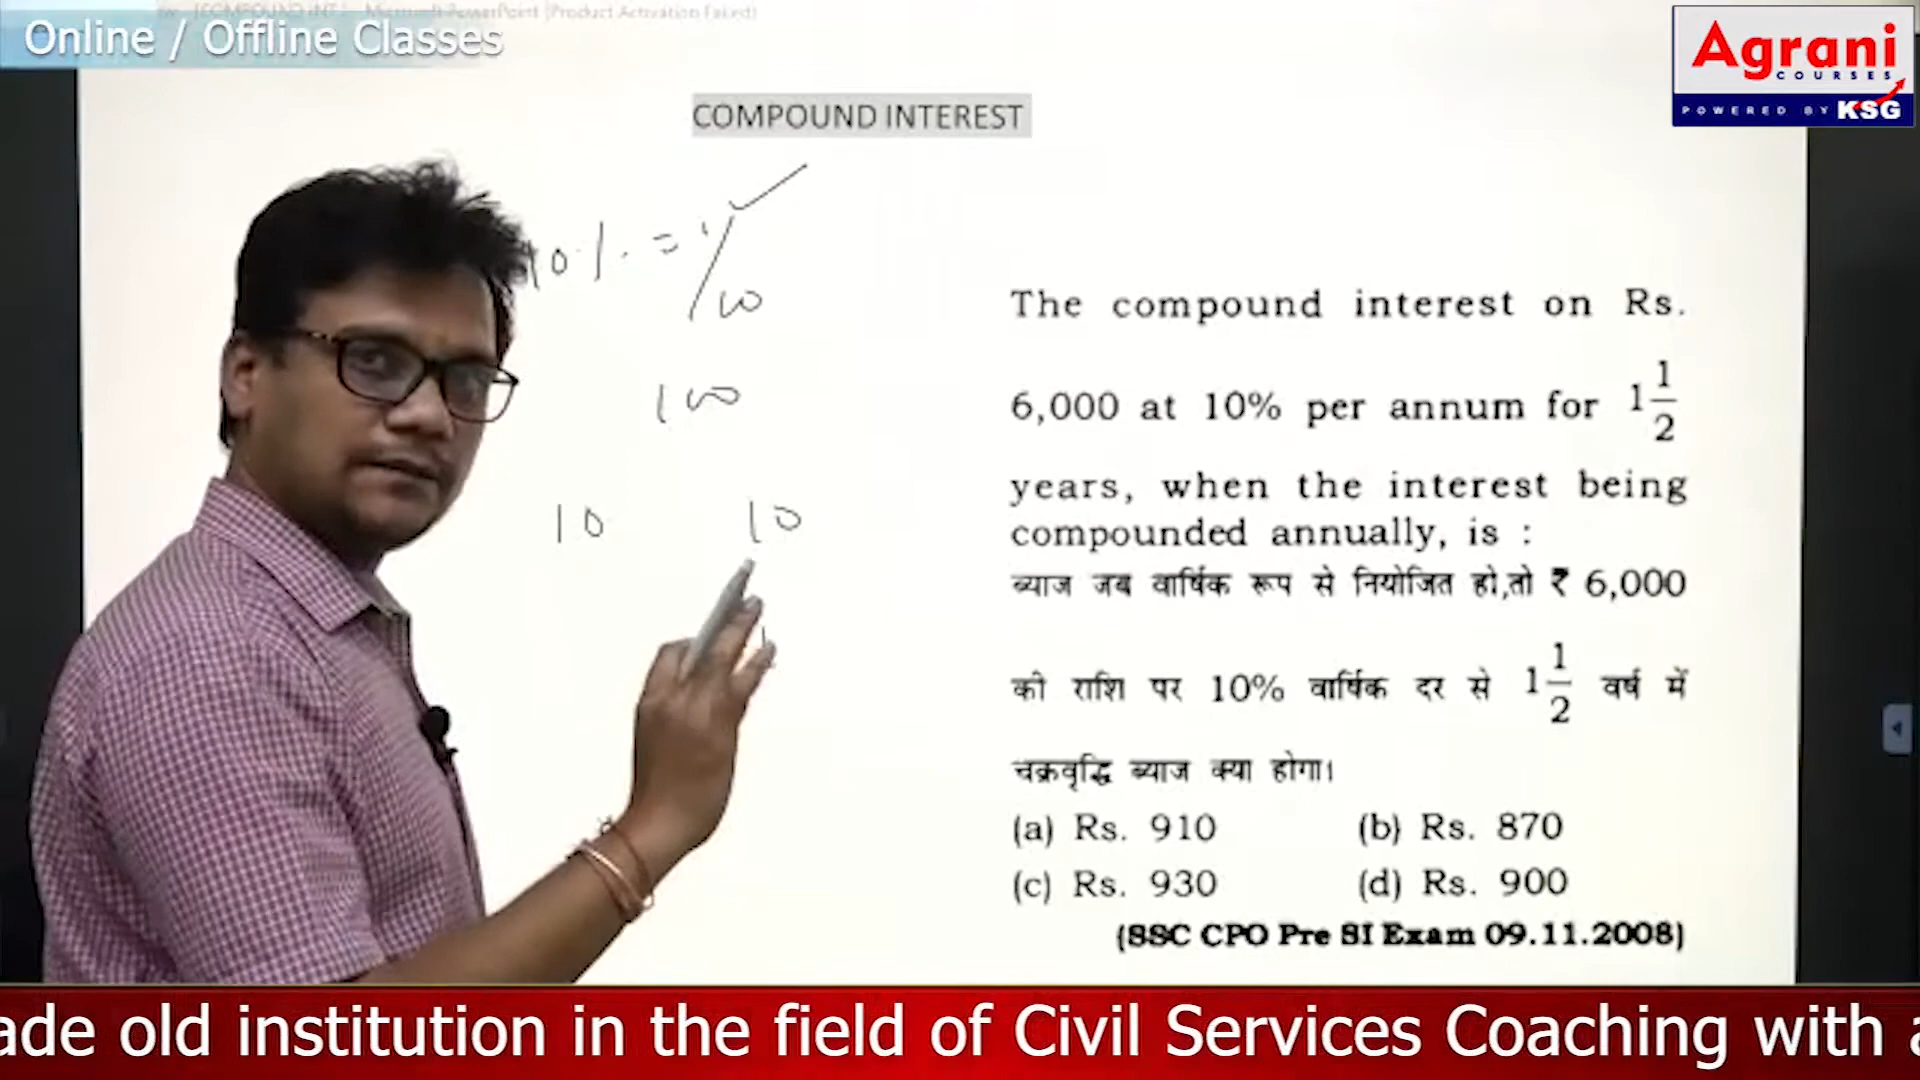 Online / Offline Classes
Agrani
COURSES
POWERED BY KSG
COMPOUND INTEREST
10% = 1/10
100
10 10
1
The compound interest on Rs.
6,000 at 10% per annum for 1 1/2
years, when the interest being
compounded annually, is :
ब्याज जब वार्षिक रूप से नियोजित हो,तो ₹ 6,000
की राशि पर 10% वार्षिक दर से 1 1/2 वर्ष में
चक्रवृद्धि ब्याज क्या होगा।
(a) Rs. 910 (b) Rs. 870
(c) Rs. 930 (d) Rs. 900
(SSC CPO Pre SI Exam 09.11.2008)
ade old institution in the field of Civil Services Coaching with a